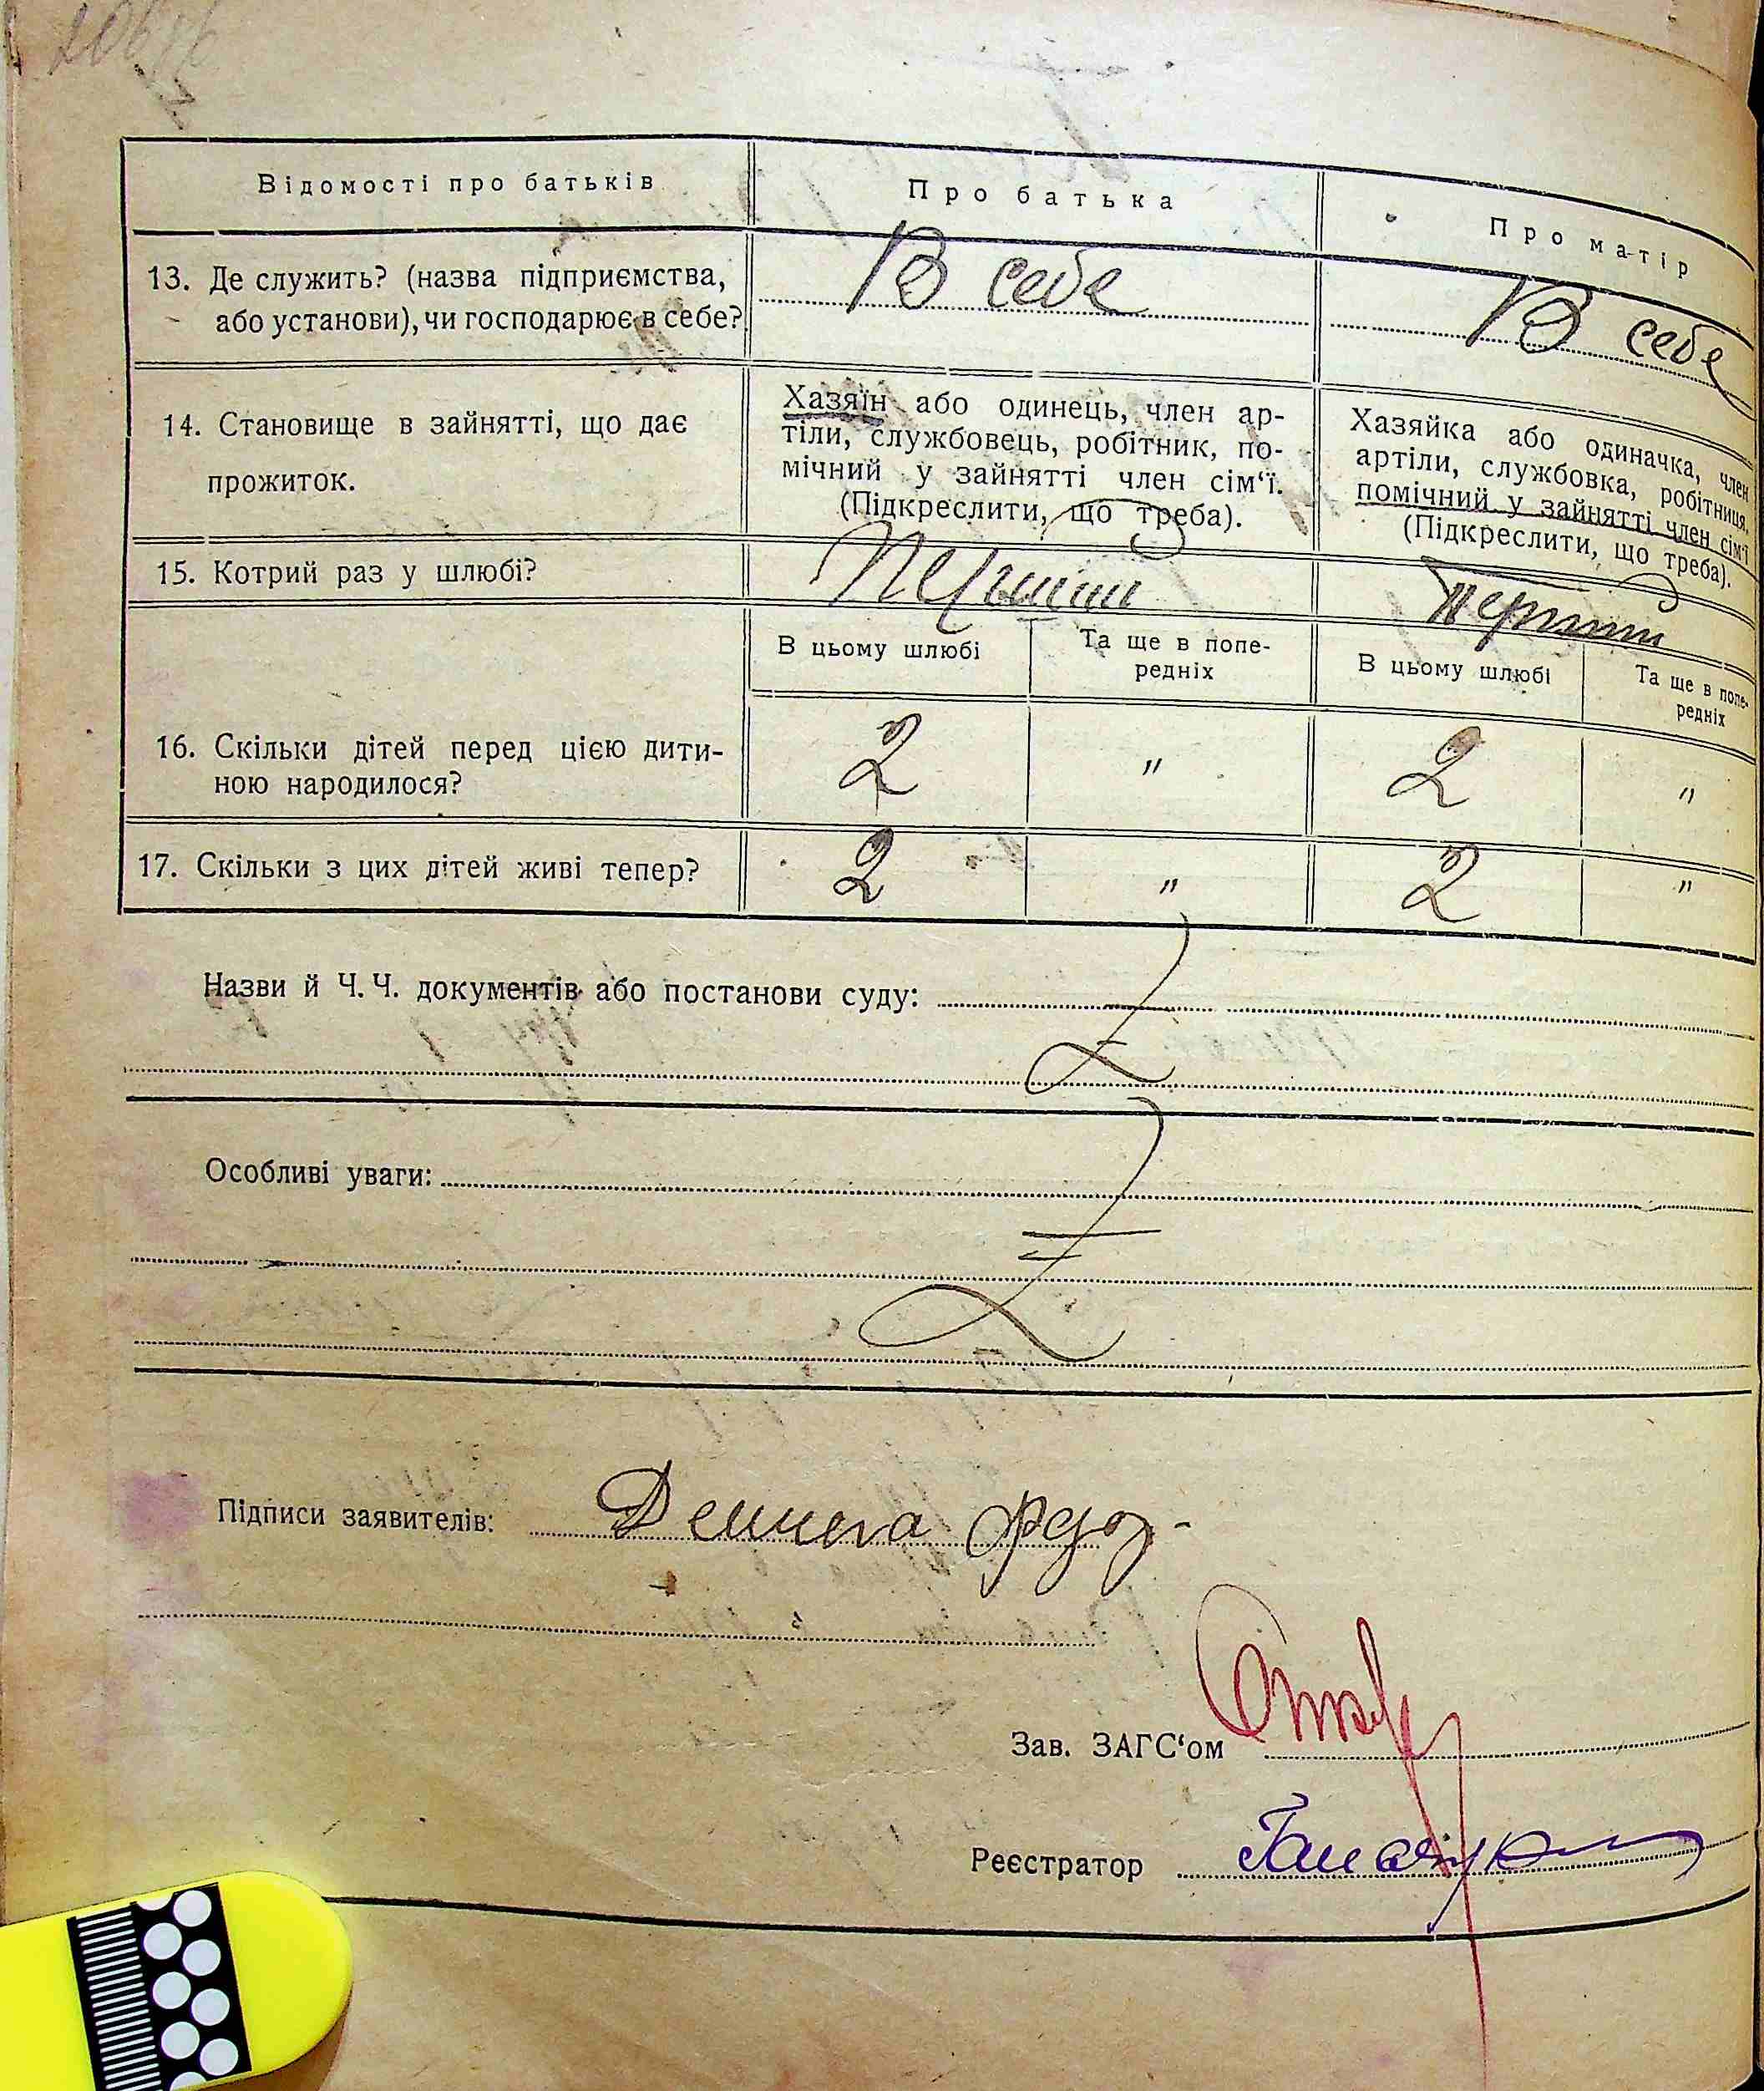 Відомості про батьків
Про батька
Про матір
13. Де служить? (назва підприємства,
або установи), чи господарює в себе?
В себе
В себе
14. Становище в зайнятті, що дає
прожиток.
Хазяїн або одинець, член ар-
тіли, службовець, робітник, по-
мічний у зайнятті член сім‘ї.
(Підкреслити, що треба).
Хазяйка або одиначка, член
артіли, службовка, робітниця,
помічний у зайнятті член сім‘ї
(Підкреслити, що треба).
15. Котрий раз у шлюбі?
Перший
Перший
В цьому шлюбі
Та ще в попе-
редніх
В цьому шлюбі
Та ще в попе-
редніх
16. Скільки дітей перед цією дити-
ною народилося?
2
"
2
"
17. Скільки з цих дітей живі тепер?
2
"
2
"
Назви й Ч. Ч. документів або постанови суду:
Особливі уваги:
Підписи заявителів:
Зав. ЗАГС‘ом
Реєстратор